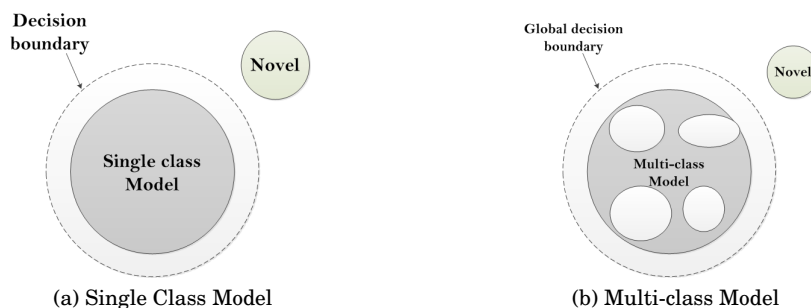 Decision
boundary
Novel
Single class
Model
(a) Single Class Model
Global decision
boundary
Novel
Multi-class
Model
(b) Multi-class Model